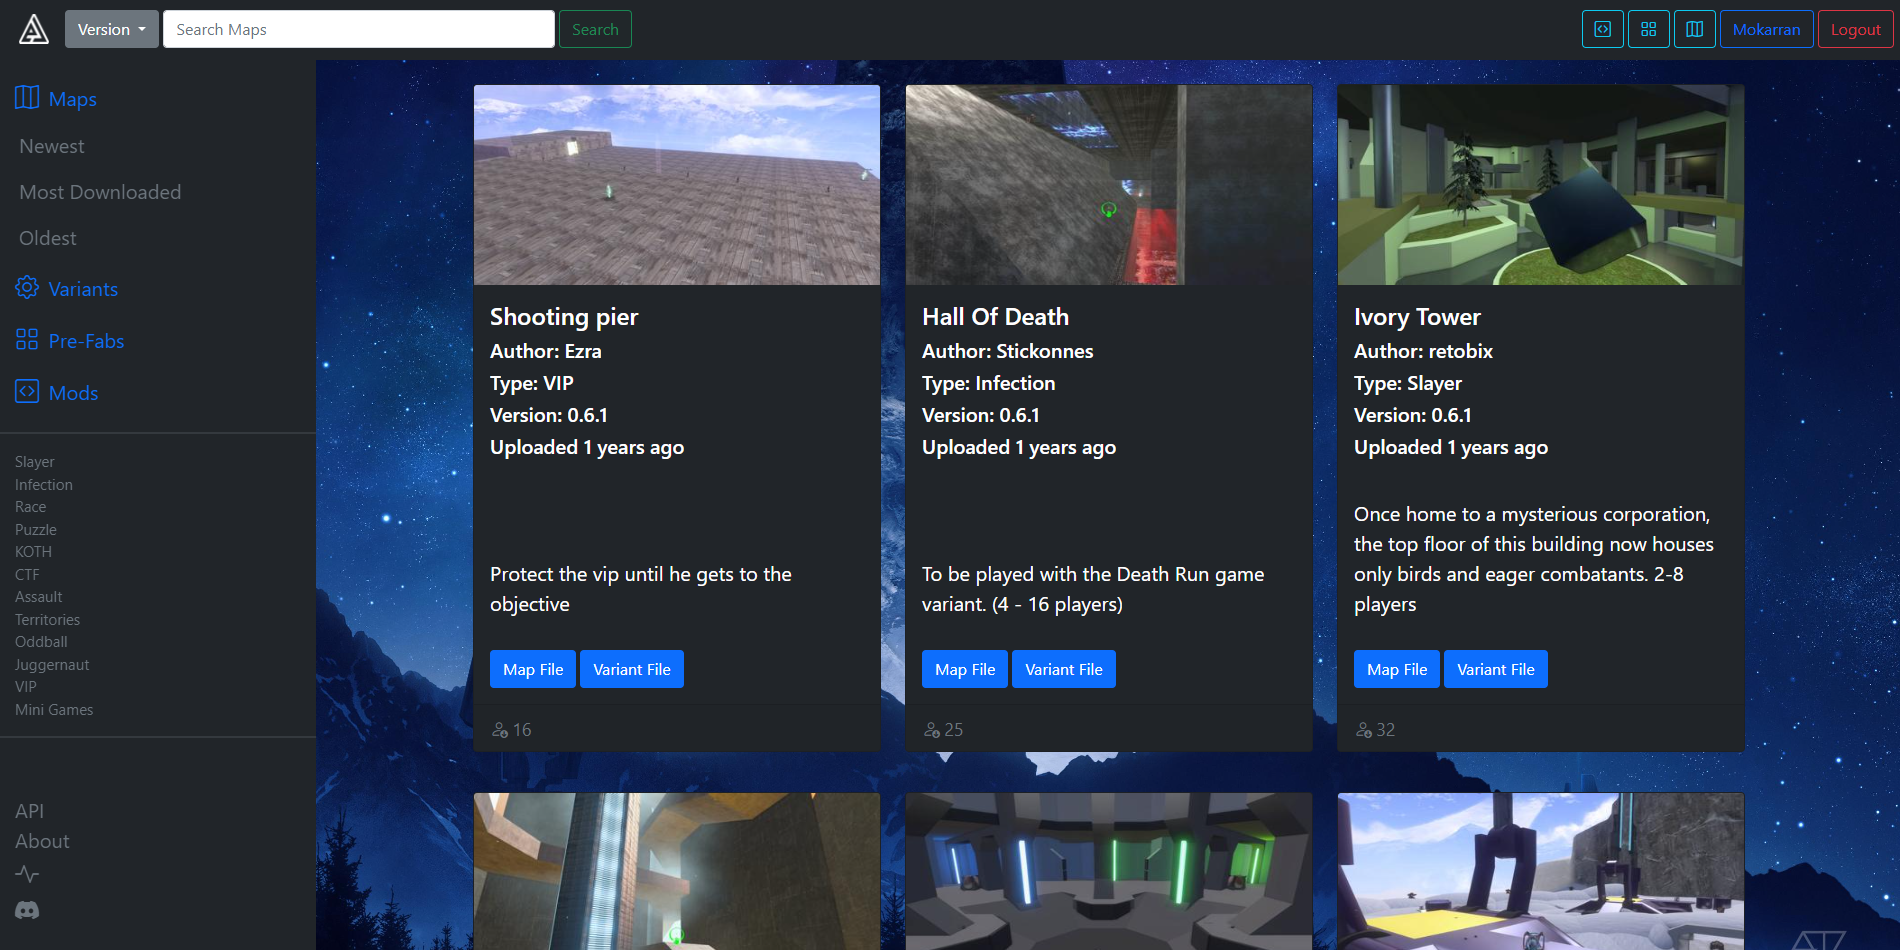 Version
Search Maps
Search
Mokarran
Logout
Maps
Newest
Most Downloaded
Oldest
Variants
Pre-Fabs
Mods
Slayer
Infection
Race
Puzzle
KOTH
CTF
Assault
Territories
Oddball
Juggernaut
VIP
Mini Games
API
About
Shooting pier
Author: Ezra
Type: VIP
Version: 0.6.1
Uploaded 1 years ago
Protect the vip until he gets to the
objective
Map File
Variant File
16
Hall Of Death
Author: Stickonnes
Type: Infection
Version: 0.6.1
Uploaded 1 years ago
To be played with the Death Run game
variant. (4 - 16 players)
Map File
Variant File
25
Ivory Tower
Author: retobix
Type: Slayer
Version: 0.6.1
Uploaded 1 years ago
Once home to a mysterious corporation,
the top floor of this building now houses
only birds and eager combatants. 2-8
players
Map File
Variant File
32